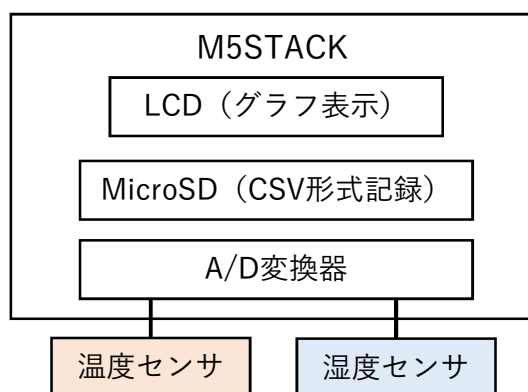 M5STACK
LCD（グラフ表示）
MicroSD（CSV形式記録）
A/D変換器
温度センサ
湿度センサ